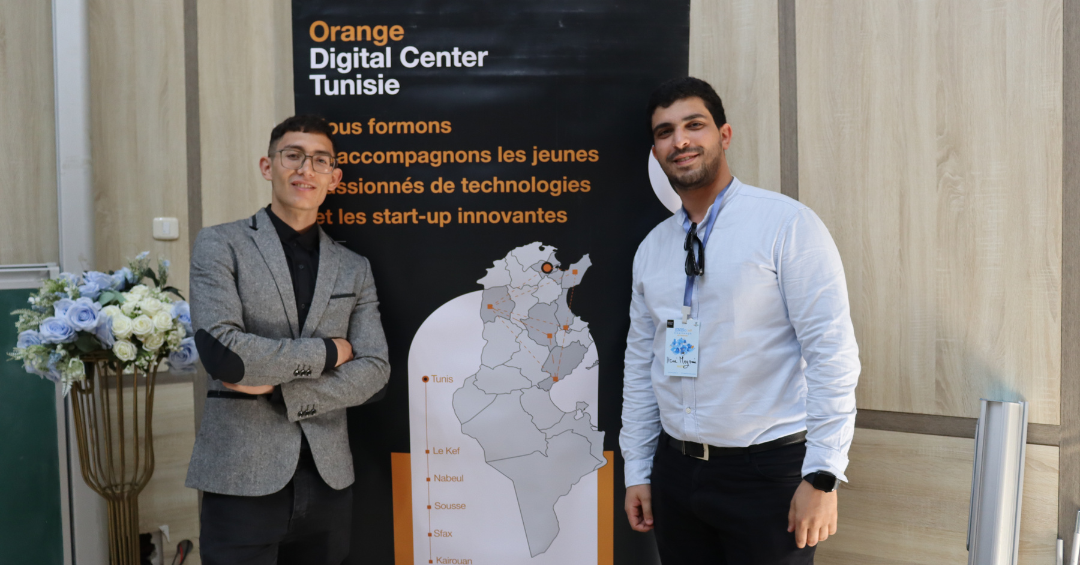 Orange
Digital Center
Tunisie
ous formons
accompagnons les jeunes
assionnés de technologies
et les start-up innovantes
Tunis
Le Kef
Nabeul
Sousse
Sfax
Kairouan